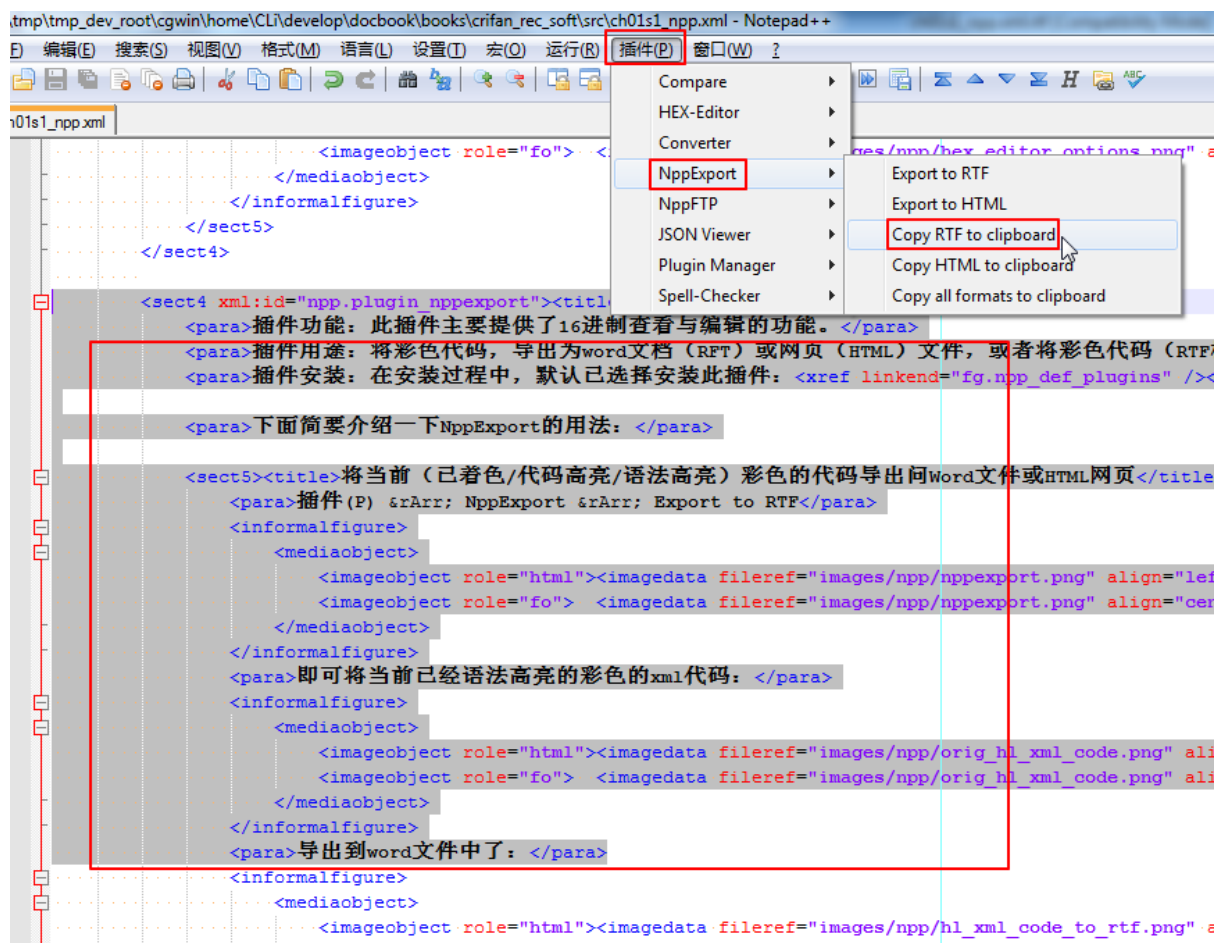 \tmp\tmp_dev_root\cgwin\home\CLi\develop\docbook\books\crifan_rec_soft\src\ch01s1_npp.xml - Notepad++
F) 编辑(E) 搜索(S) 视图(V) 格式(M) 语言(L) 设置(T) 宏(O) 运行(R) 插件(P) 窗口(W) ?
Compare
HEX-Editor
Converter
NppExport
NppFTP
JSON Viewer
Plugin Manager
Spell-Checker
Export to RTF
Export to HTML
Copy RTF to clipboard
Copy HTML to clipboard
Copy all formats to clipboard
h01s1_npp.xml
<imageobject role="fo"> <i ges/npp/hex_editor_options.png" a
</mediaobject>
</informalfigure>
</sect5>
</sect4>
<sect4 xml:id="npp.plugin_nppexport"><titl
<para>插件功能：此插件主要提供了16进制查看与编辑的功能。</para>
<para>插件用途：将彩色代码，导出为word文档（RFT）或网页（HTML）文件，或者将彩色代码（RTF
<para>插件安装：在安装过程中，默认已选择安装此插件：<xref linkend="fg.npp_def_plugins" /><
<para>下面简要介绍一下NppExport的用法：</para>
<sect5><title>将当前（已着色/代码高亮/语法高亮）彩色的代码导出问Word文件或HTML网页</title
<para>插件(P) &rArr; NppExport &rArr; Export to RTF</para>
<informalfigure>
<mediaobject>
<imageobject role="html"><imagedata fileref="images/npp/nppexport.png" align="lef
<imageobject role="fo"> <imagedata fileref="images/npp/nppexport.png" align="cen
</mediaobject>
</informalfigure>
<para>即可将当前已经语法高亮的彩色的xml代码：</para>
<informalfigure>
<mediaobject>
<imageobject role="html"><imagedata fileref="images/npp/orig_hl_xml_code.png" ali
<imageobject role="fo"> <imagedata fileref="images/npp/orig_hl_xml_code.png" ali
</mediaobject>
</informalfigure>
<para>导出到word文件中了：</para>
<informalfigure>
<mediaobject>
<imageobject role="html"><imagedata fileref="images/npp/hl_xml_code_to_rtf.png" a